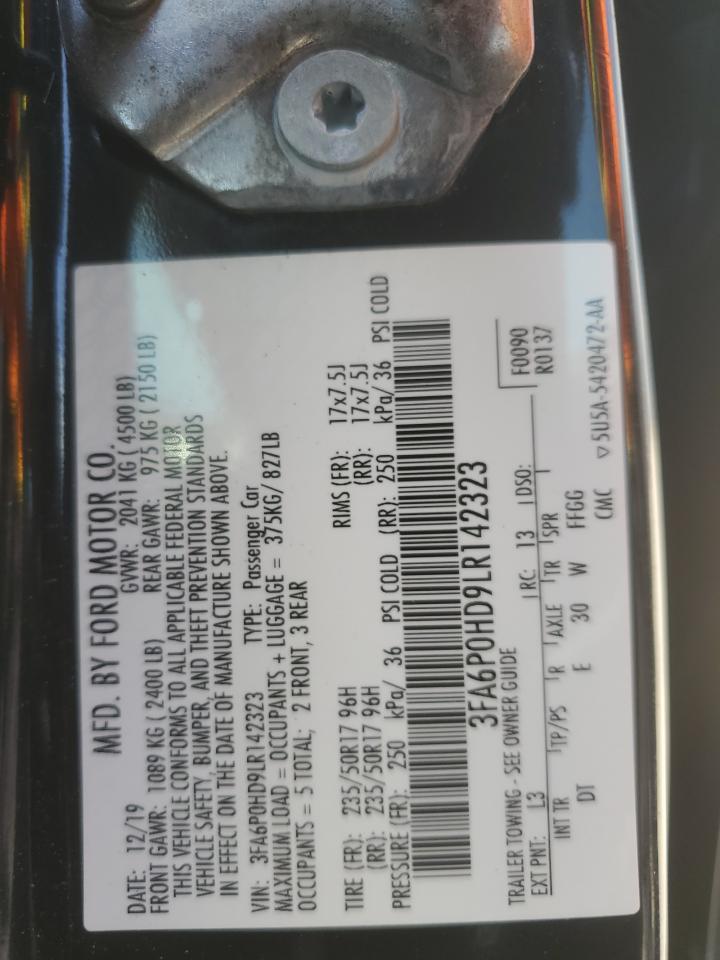 MFD. BY FORD MOTOR CO.
DATE: 12/19 GVWR: 2041 KG ( 4500 LB)
FRONT GAWR: 1089 KG ( 2400 LB) REAR GAWR: 975 KG ( 2150 LB)
THIS VEHICLE CONFORMS TO ALL APPLICABLE FEDERAL MOTOR
VEHICLE SAFETY, BUMPER, AND THEFT PREVENTION STANDARDS
IN EFFECT ON THE DATE OF MANUFACTURE SHOWN ABOVE.
VIN: 3FA6P0HD9LR142323 TYPE: Passenger Car
MAXIMUM LOAD = OCCUPANTS + LUGGAGE = 375KG/ 827LB
OCCUPANTS = 5 TOTAL; 2 FRONT, 3 REAR
TIRE (FR): 235/50R17 96H RIMS (FR): 17x7.5J
(RR): 235/50R17 96H (RR): 17x7.5J
PRESSURE (FR): 250 kPa/ 36 PSI COLD (RR): 250 kPa/ 36 PSI COLD
3FA6P0HD9LR142323
TRAILER TOWING - SEE OWNER GUIDE F0090
EXT PNT: L3 RC: 13 DSO: R0137
INT TR TP/PS R AXLE TR SPR
DT E 30 W FFGG
CMC ▽5U5A-5420472-AA